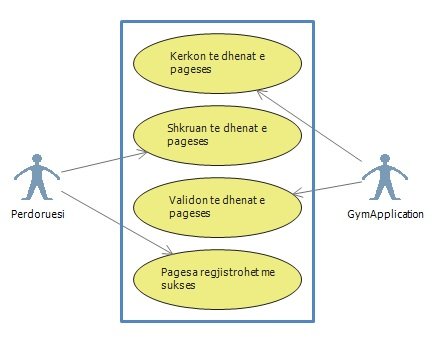 Kerkon te dhenat e
pageses
Shkruan te dhenat e
pageses
Perdoruesi
GymApplication
Validon te dhenat e
pageses
Pagesa regjistrohet me
sukses